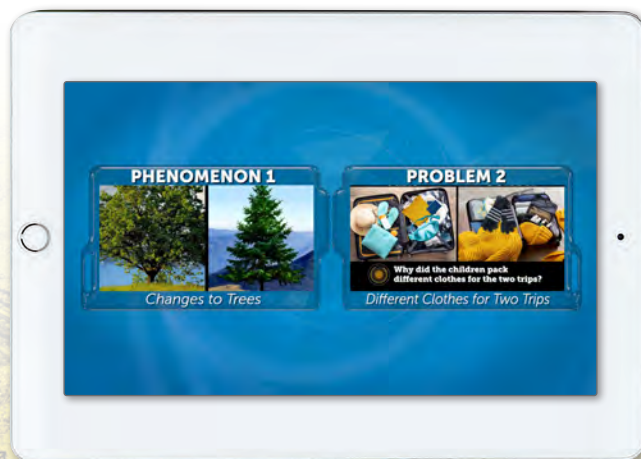 PHENOMENON 1
Changes to Trees
PROBLEM 2
Why did the children pack
different clothes for the two trips?
Different Clothes for Two Trips